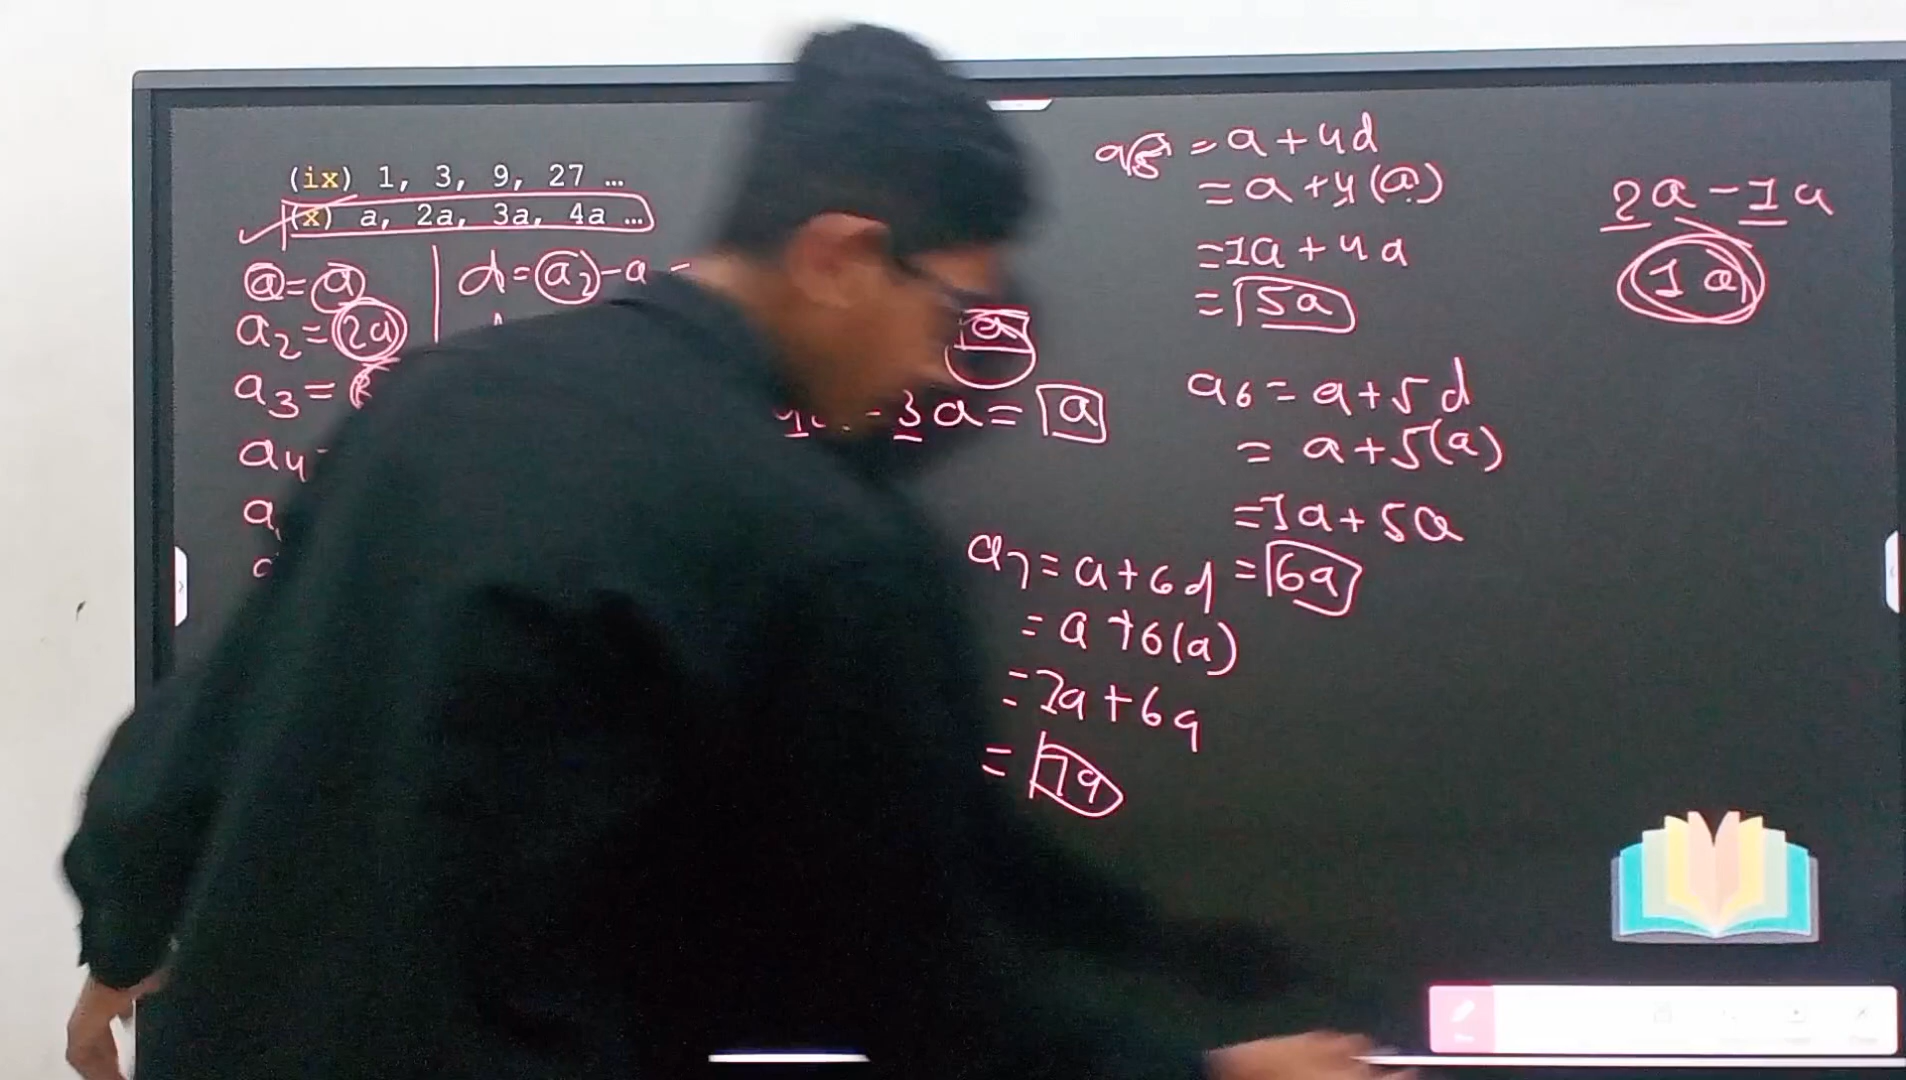 (ix) 1, 3, 9, 27 ...
(x) a, 2a, 3a, 4a ...
a = a
a2 = 2a
a3 =
a4
d = a2 - a
a
- 3a = a
a5 = a + 4d
= a + 4(a)
= 1a + 4a
= 5a
a6 = a + 5d
= a + 5(a)
= 1a + 5a
= 6a
a7 = a + 6d
= a + 6(a)
= 1a + 6a
= 7a
2a - 1a
1a